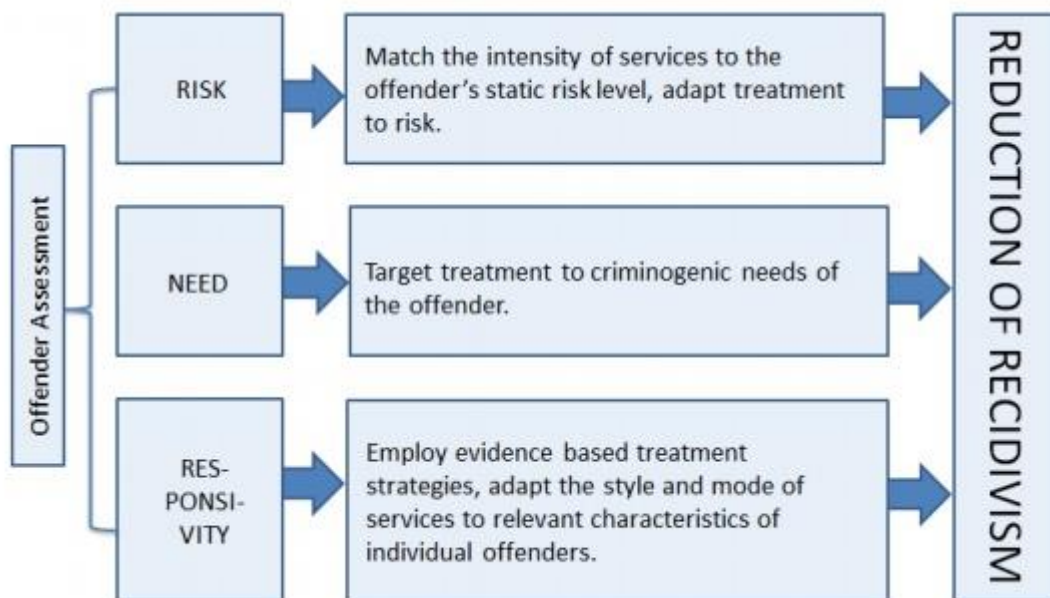 Offender Assessment
RISK
Match the intensity of services to the
offender's static risk level, adapt treatment
to risk.
NEED
Target treatment to criminogenic needs of
the offender.
RES-
PONSI-
VITY
Employ evidence based treatment
strategies, adapt the style and mode of
services to relevant characteristics of
individual offenders.
REDUCTION OF RECIDIVISM